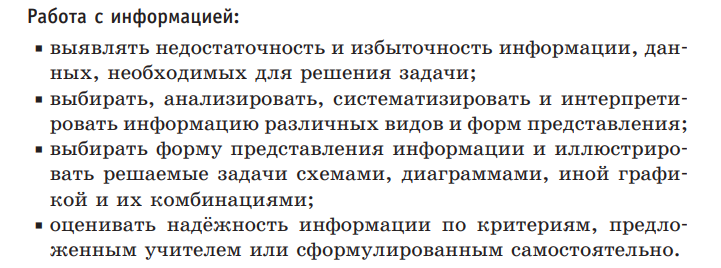 Работа с информацией:
▪ выявлять недостаточность и избыточность информации, дан-
ных, необходимых для решения задачи;
▪ выбирать, анализировать, систематизировать и интерпрети-
ровать информацию различных видов и форм представления;
▪ выбирать форму представления информации и иллюстриро-
вать решаемые задачи схемами, диаграммами, иной графи-
кой и их комбинациями;
▪ оценивать надёжность информации по критериям, предло-
женным учителем или сформулированным самостоятельно.